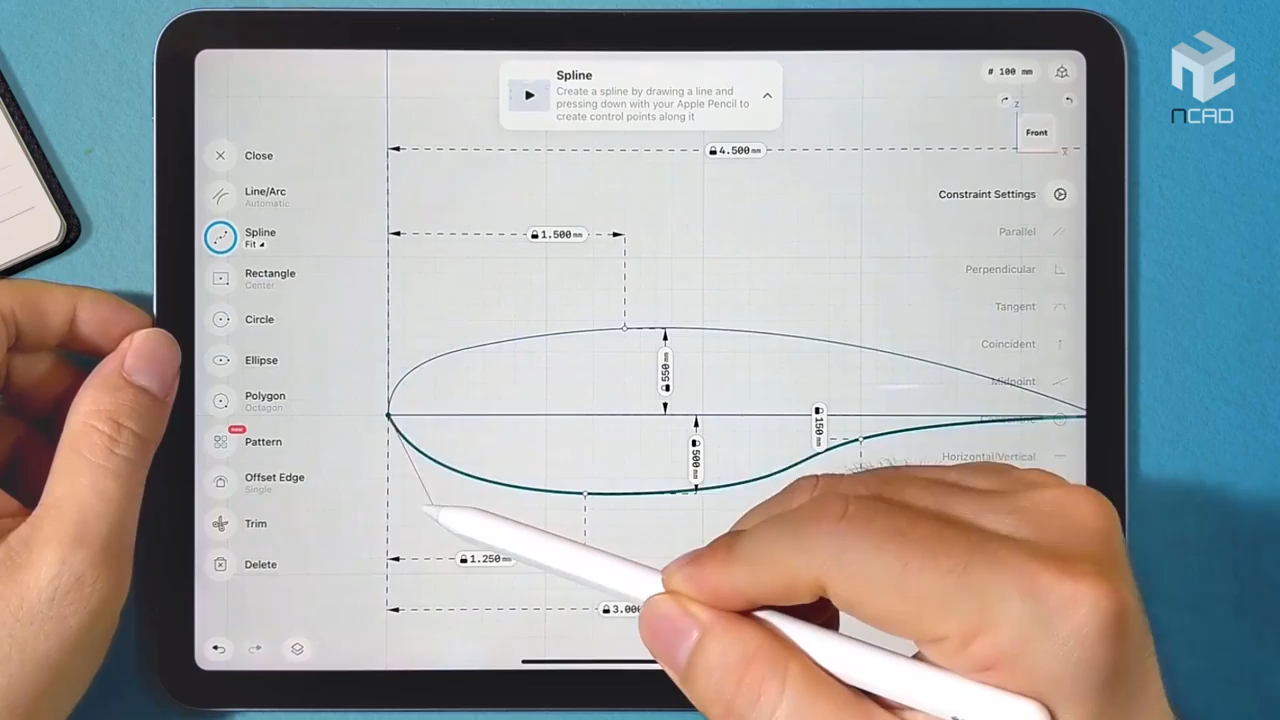 Spline
Create a spline by drawing a line and
pressing down with your Apple Pencil to
create control points along it
# 100 mm
Z
Front
X
NCAD
4.500 mm
Close
Line/Arc
Automatic
Spline
Fit
Rectangle
Center
Circle
Ellipse
Polygon
Octagon
new
Pattern
Offset Edge
Single
Trim
Delete
1.500 mm
550 mm
150 mm
500 mm
1.250 mm
3.000
Constraint Settings
Parallel
Perpendicular
Tangent
Coincident
Midpoint
Horizontal/Vertical